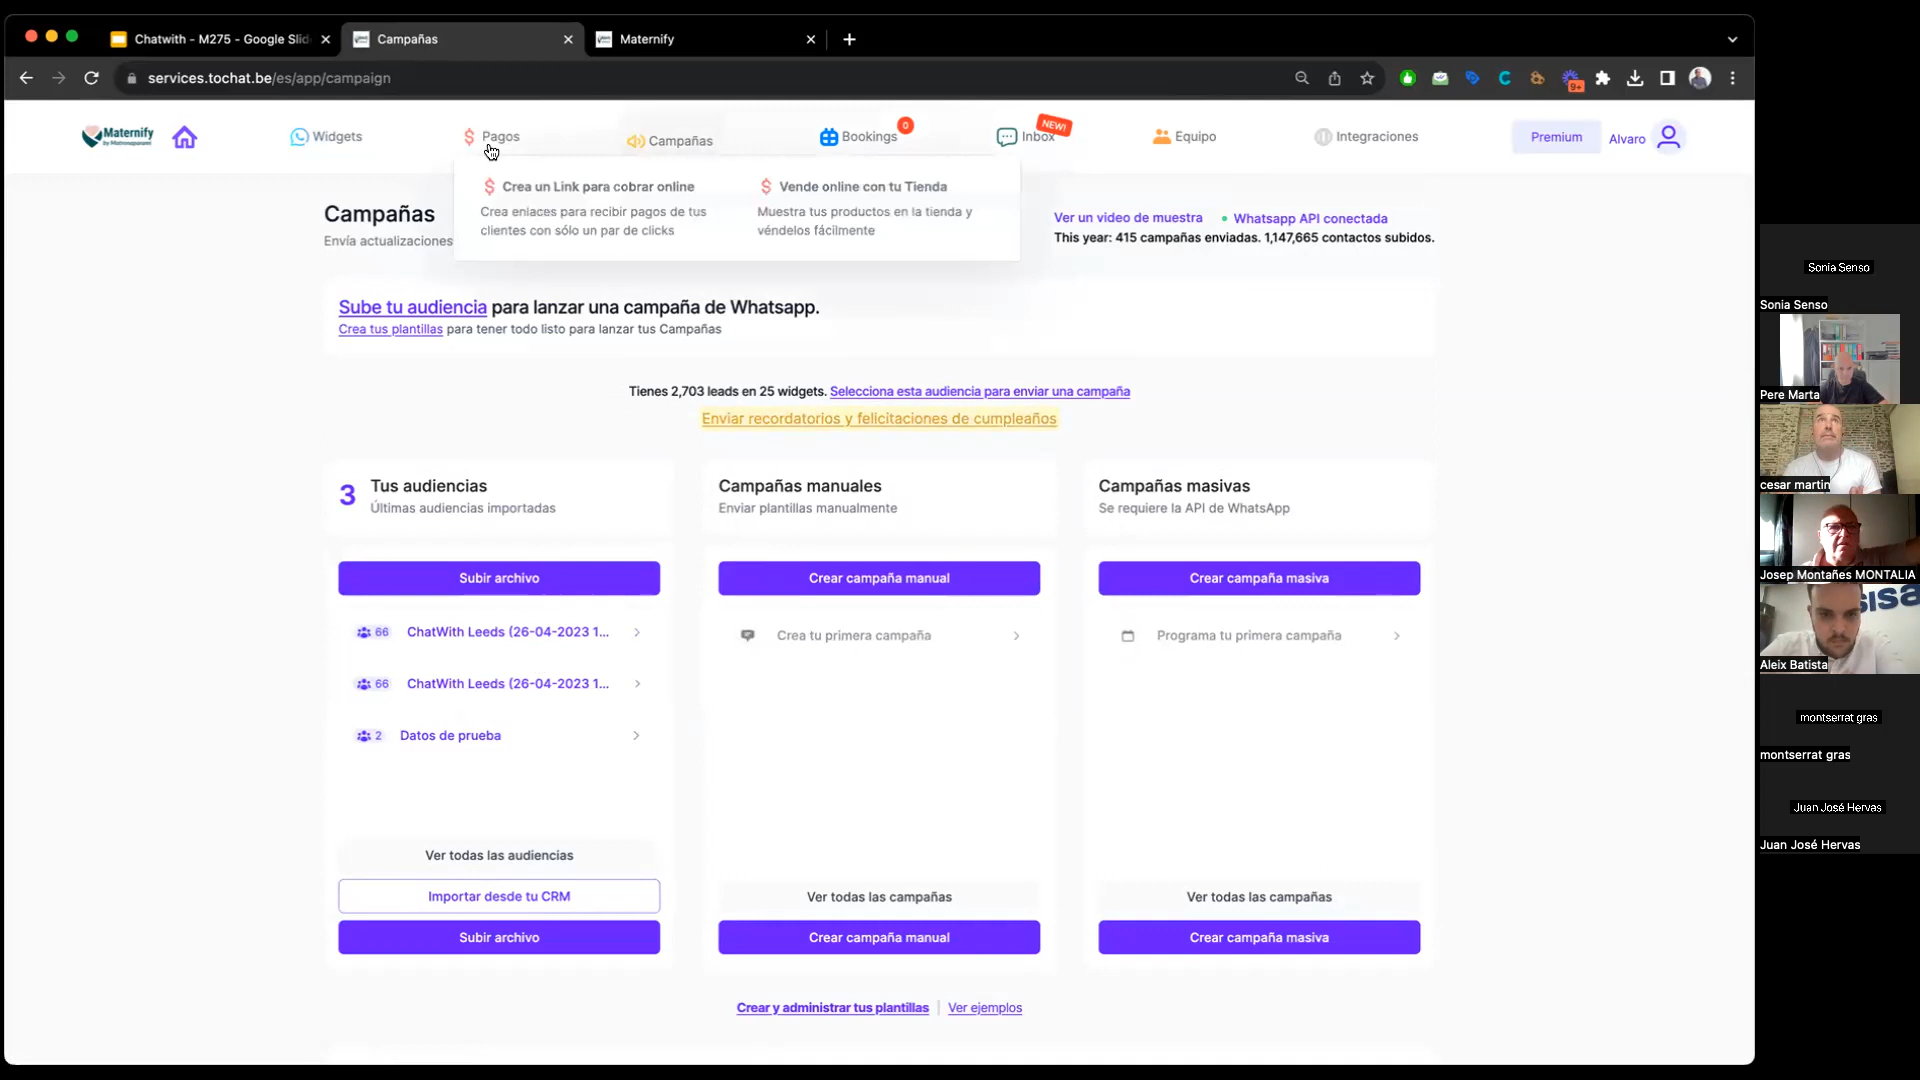 Chatwith - M275 - Google Slid
Campañas
Maternify
services.tochat.be/es/app/campaign
9+
Maternify
Widgets
Pagos
Campañas
Bookings
0
Inbox
NEW!
Equipo
Integraciones
Premium
Alvaro
Crea un Link para cobrar online
Crea enlaces para recibir pagos de tus
clientes con sólo un par de clicks
Vende online con tu Tienda
Muestra tus productos en la tienda y
véndelos fácilmente
Campañas
Envía actualizaciones
Ver un video de muestra
Whatsapp API conectada
This year: 415 campañas enviadas. 1,147,665 contactos subidos.
Sube tu audiencia para lanzar una campaña de Whatsapp.
Crea tus plantillas para tener todo listo para lanzar tus Campañas
Tienes 2,703 leads en 25 widgets. Selecciona esta audiencia para enviar una campaña
Enviar recordatorios y felicitaciones de cumpleaños
3
Tus audiencias
Últimas audiencias importadas
Subir archivo
66 ChatWith Leeds (26-04-2023 1...
66 ChatWith Leeds (26-04-2023 1...
2 Datos de prueba
Ver todas las audiencias
Importar desde tu CRM
Subir archivo
Campañas manuales
Enviar plantillas manualmente
Crear campaña manual
Crea tu primera campaña
Ver todas las campañas
Crear campaña manual
Campañas masivas
Se requiere la API de WhatsApp
Crear campaña masiva
Programa tu primera campaña
Ver todas las campañas
Crear campaña masiva
Crear y administrar tus plantillas
Ver ejemplos
Sonia Senso
Sonia Senso
Pere Marta
cesar martin
Josep Montañes MONTALIA
sisa
Aleix Batista
montserrat gras
montserrat gras
Juan José Hervas
Juan José Hervas